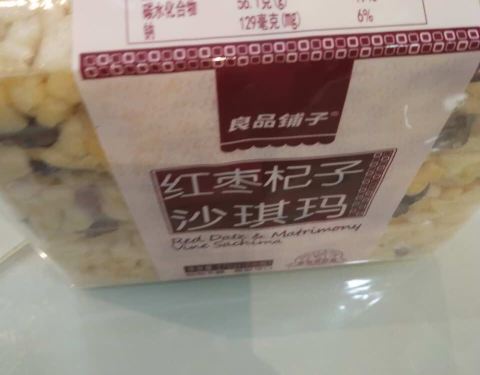 碳水化合物 56.1克(g)
钠 129毫克(mg) 6%
良品铺子®
红枣杞子
沙琪玛
Red Date & Matrimony
Vine Sachima